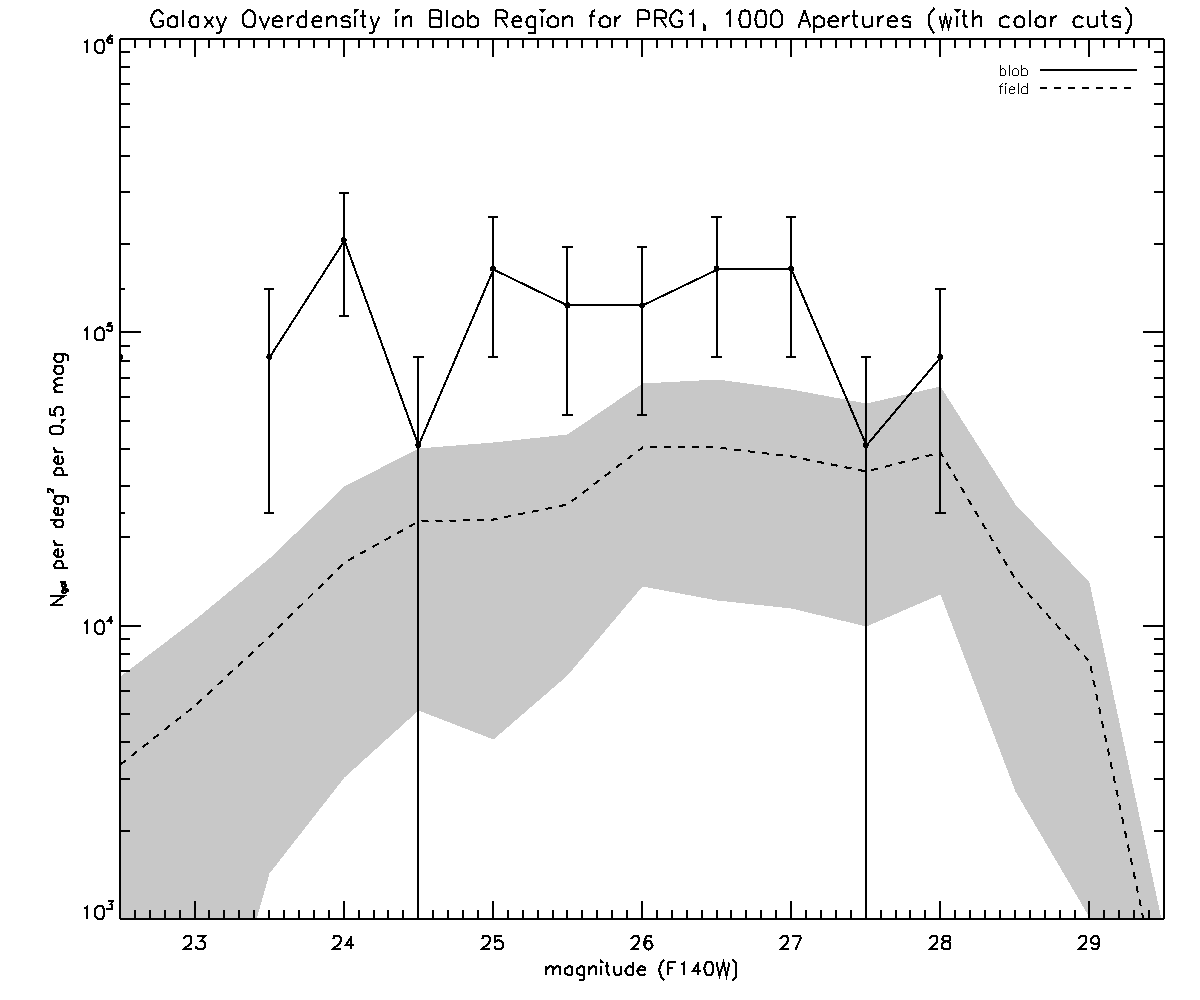 Galaxy Overdensity in Blob Region for PRG1, 1000 Apertures (with color cuts)
blob
field
10⁶
10⁵
10⁴
10³
N_gal per deg² per 0.5 mag
23 24 25 26 27 28 29
magnitude (F140W)